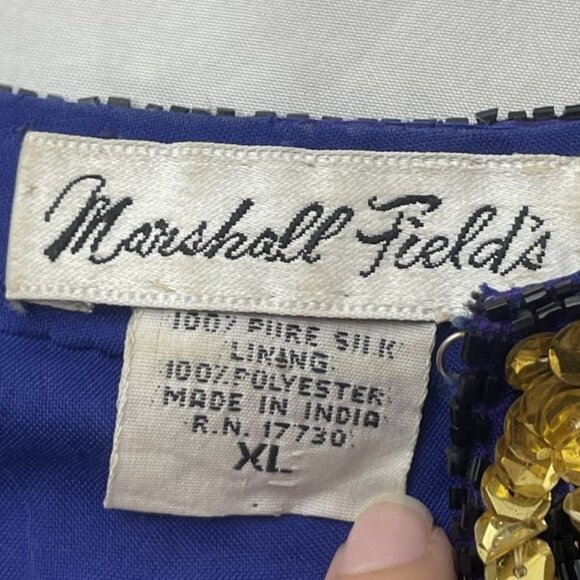 Marshall Field's
100% PURE SILK
LINING
100% POLYESTER
MADE IN INDIA
R.N. 17730
XL